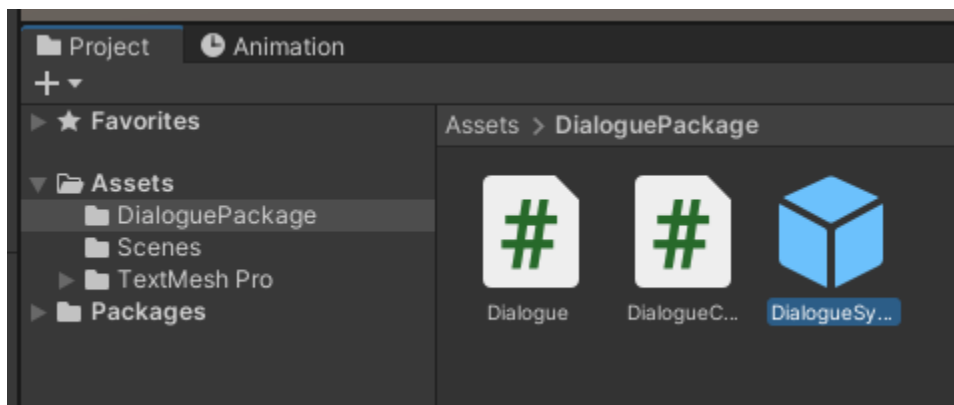 Project
Animation
Favorites
Assets > DialoguePackage
Assets
DialoguePackage
Scenes
TextMesh Pro
Packages
# # 
Dialogue
DialogueC...
DialogueSy...